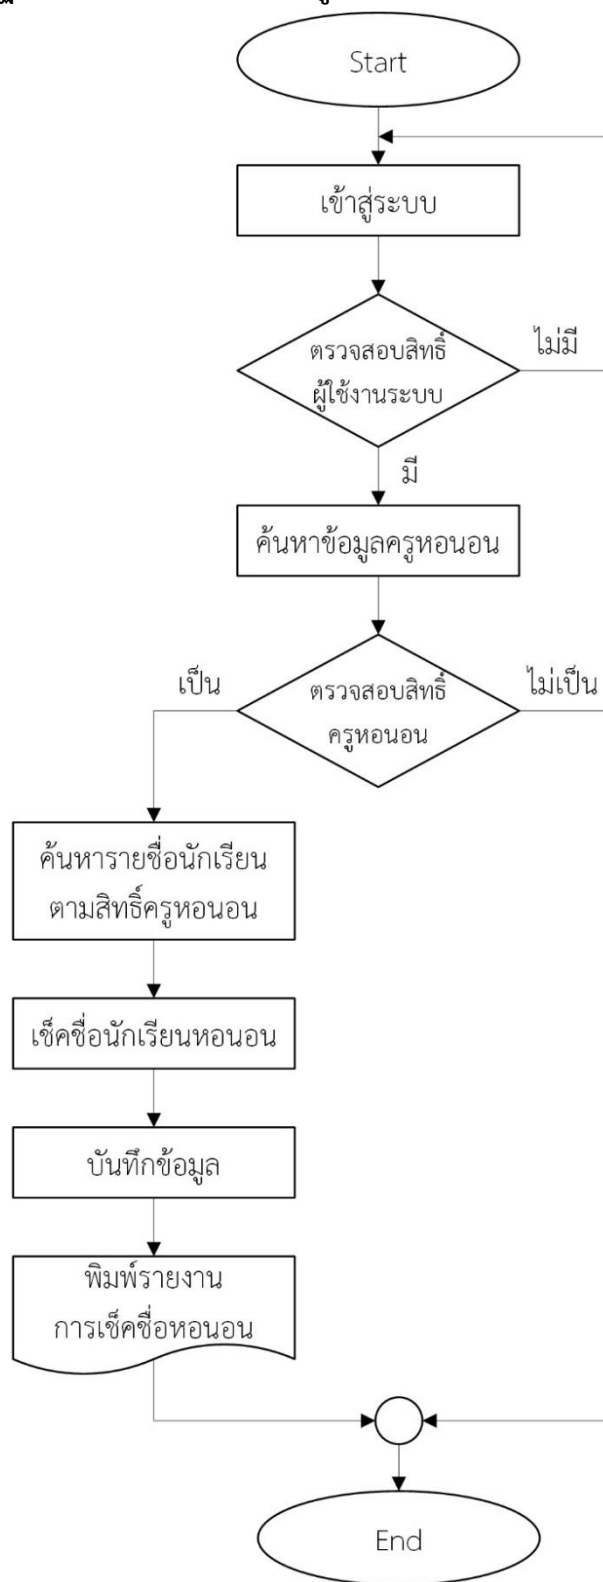 Start
เข้าสู่ระบบ
ตรวจสอบสิทธิ์
ผู้ใช้งานระบบ
ไม่มี
มี
ค้นหาข้อมูลครูหอนอน
เป็น
ตรวจสอบสิทธิ์
ครูหอนอน
ไม่เป็น
ค้นหารายชื่อนักเรียน
ตามสิทธิ์ครูหอนอน
เช็คชื่อนักเรียนหอนอน
บันทึกข้อมูล
พิมพ์รายงาน
การเช็คชื่อหอนอน
End